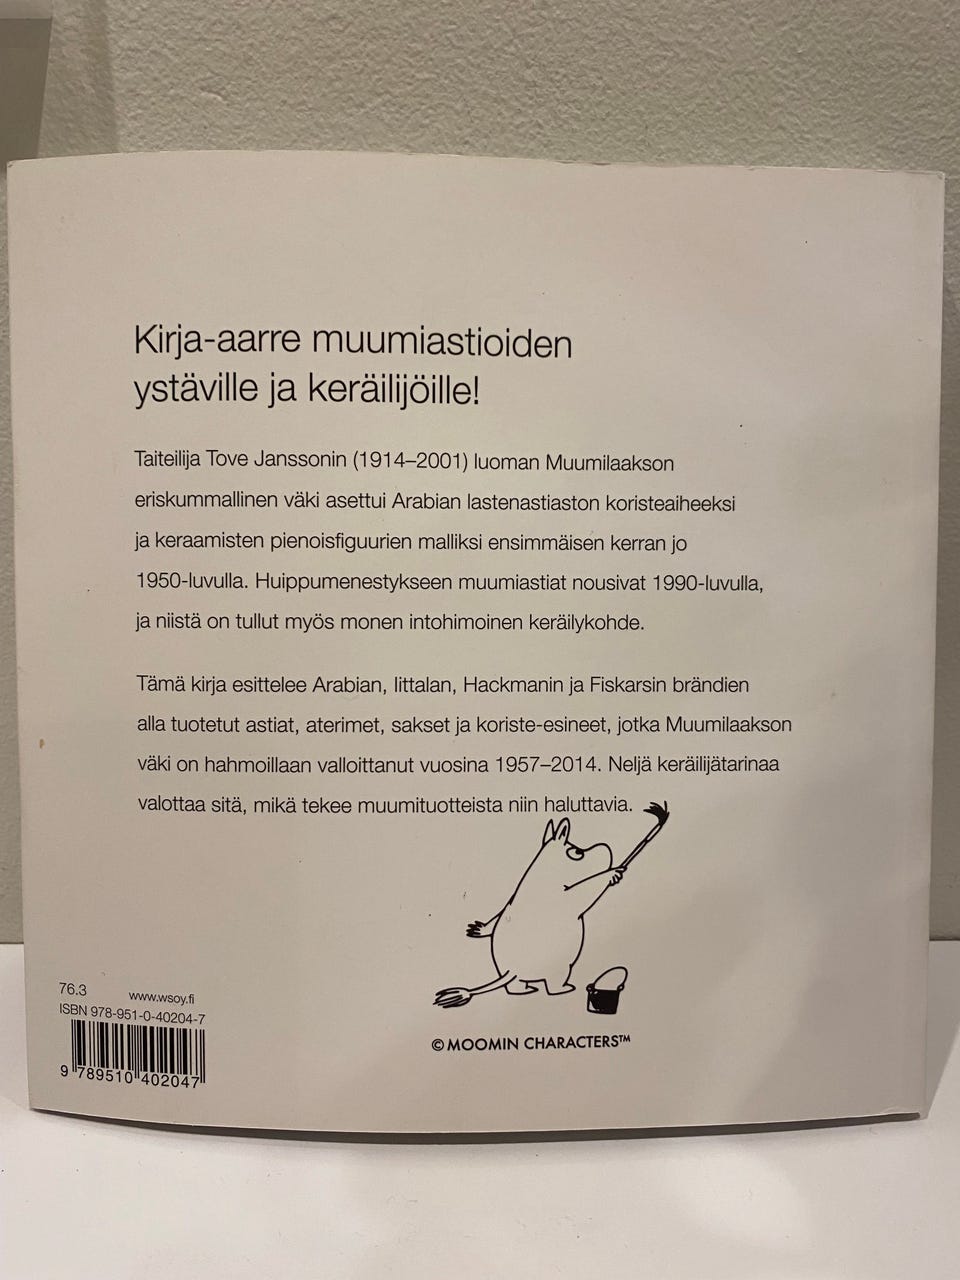 Kirja-aarre muumiastioiden
ystäville ja keräilijöille!
Taiteilija Tove Janssonin (1914–2001) luoman Muumilaakson
eriskummallinen väki asettui Arabian lastenastiaston koristeaiheeksi
ja keraamisten pienoisfiguurien malliksi ensimmäisen kerran jo
1950-luvulla. Huippumenestykseen muumiastiat nousivat 1990-luvulla,
ja niistä on tullut myös monen intohimoinen keräilykohde.
Tämä kirja esittelee Arabian, Iittalan, Hackmanin ja Fiskarsin brändien
alla tuotetut astiat, aterimet, sakset ja koriste-esineet, jotka Muumilaakson
väki on hahmoillaan valloittanut vuosina 1957–2014. Neljä keräilijätarinaa
valottaa sitä, mikä tekee muumituotteista niin haluttavia.
76.3 www.wsoy.fi
ISBN 978-951-0-40204-7
9 789510 402047
© MOOMIN CHARACTERS™